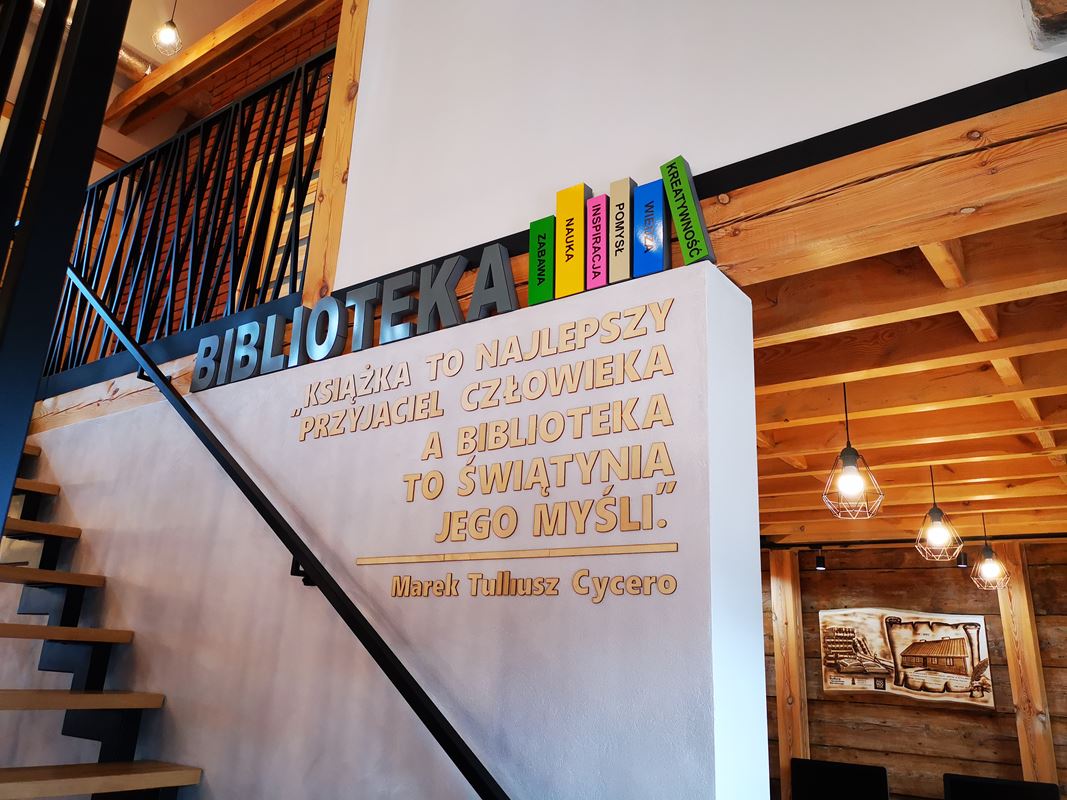 BIBLIOTEKA
ZABAWA
NAUKA
INSPIRACJA
POMYSŁ
WIEDZA
KREATYWNOŚĆ
„KSIĄŻKA TO NAJLEPSZY
PRZYJACIEL CZŁOWIEKA
A BIBLIOTEKA
TO ŚWIĄTYNIA
JEGO MYŚLI.”
Marek Tulliusz Cycero